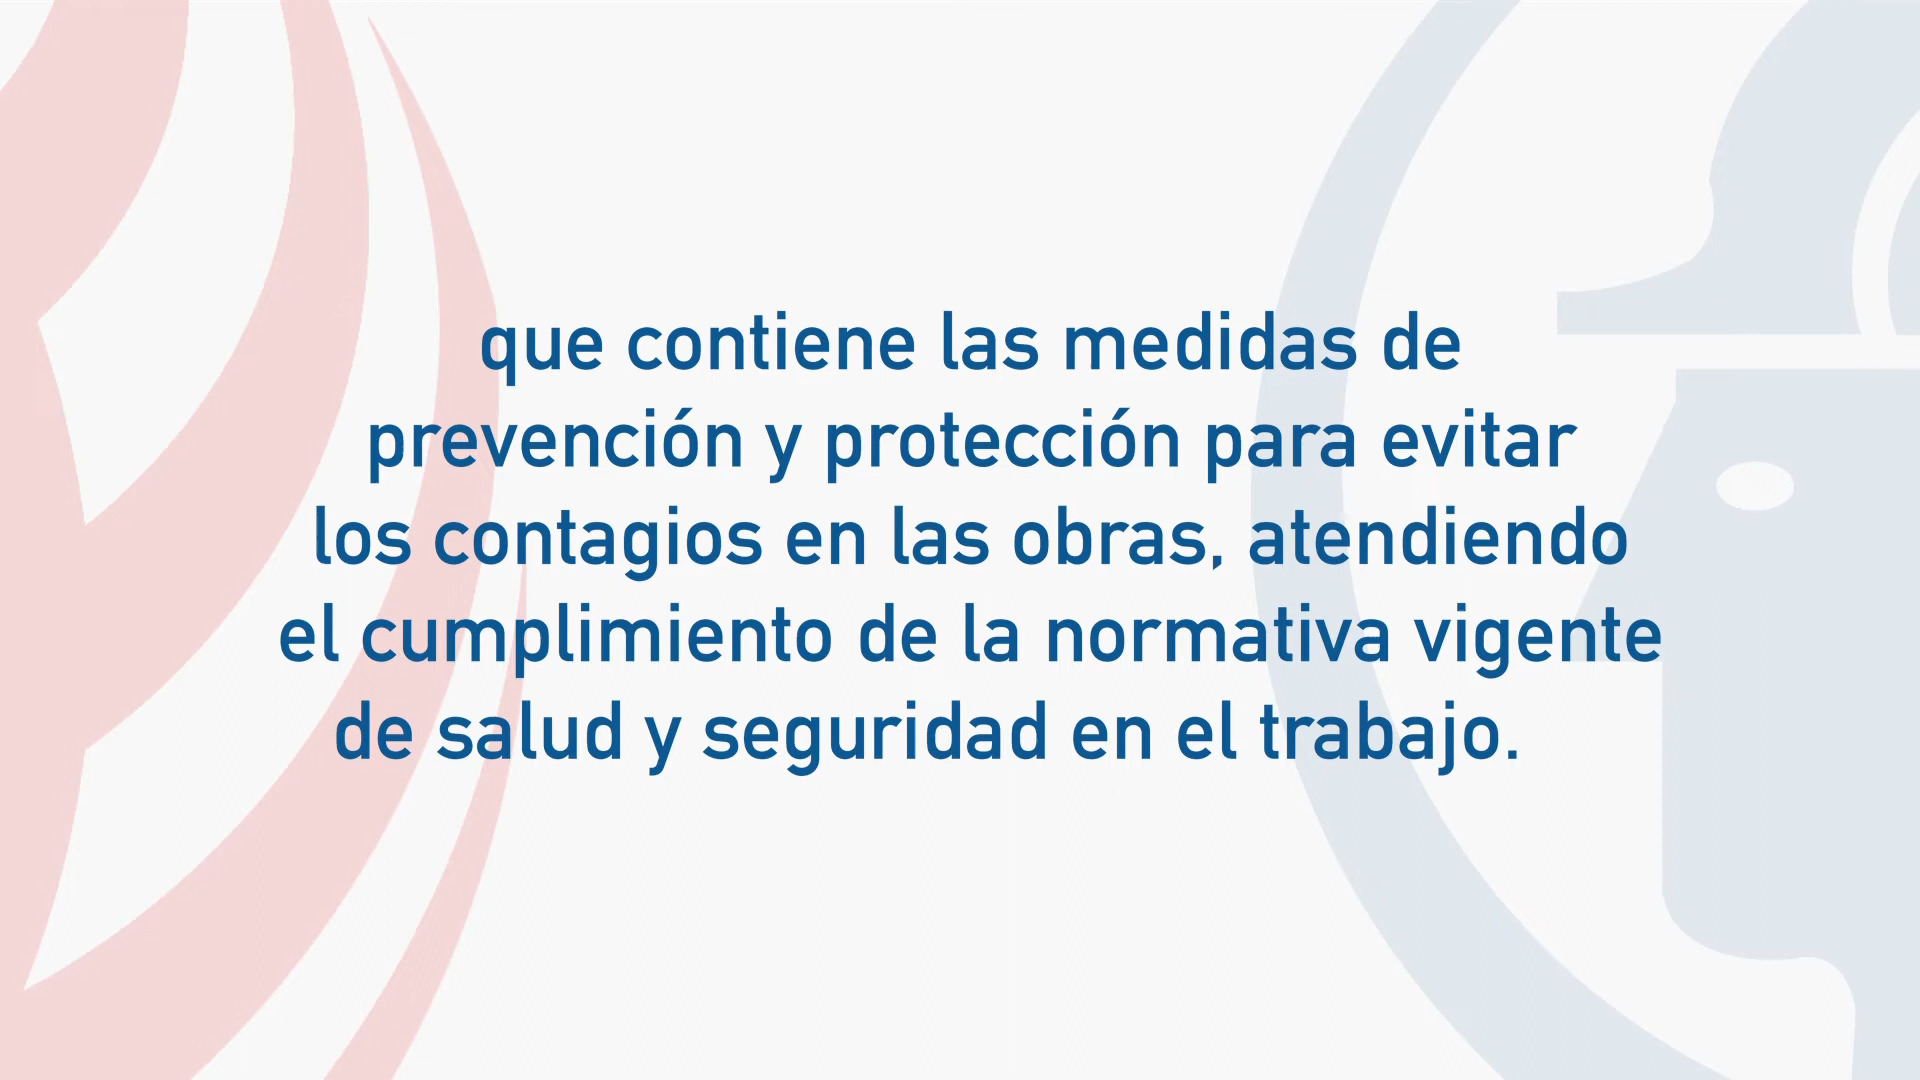 que contiene las medidas de
prevención y protección para evitar
los contagios en las obras, atendiendo
el cumplimiento de la normativa vigente
de salud y seguridad en el trabajo.